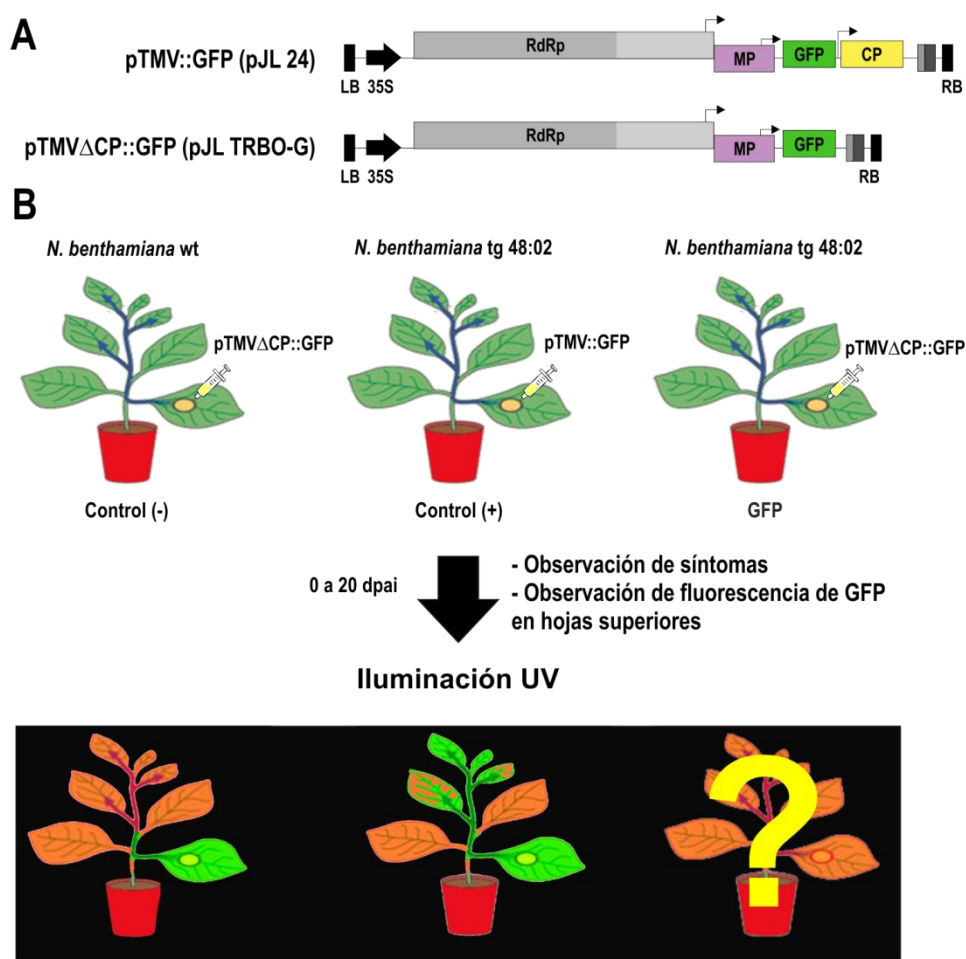 A
pTMV::GFP (pJL 24)
LB 35S RdRp MP GFP CP RB
pTMVΔCP::GFP (pJL TRBO-G)
LB 35S RdRp MP GFP RB
B
N. benthamiana wt
N. benthamiana tg 48:02
N. benthamiana tg 48:02
pTMVΔCP::GFP
pTMV::GFP
pTMVΔCP::GFP
Control (-)
Control (+)
GFP
0 a 20 dpai
- Observación de síntomas
- Observación de fluorescencia de GFP
en hojas superiores
Iluminación UV
?